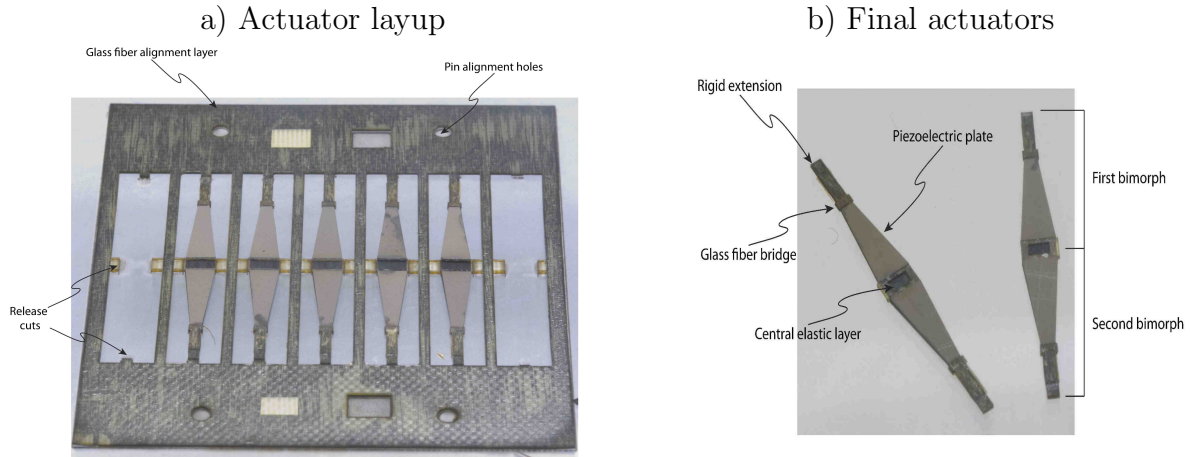 a) Actuator layup
Glass fiber alignment layer
Pin alignment holes
Release
cuts
b) Final actuators
Rigid extension
Piezoelectric plate
First bimorph
Glass fiber bridge
Central elastic layer
Second bimorph